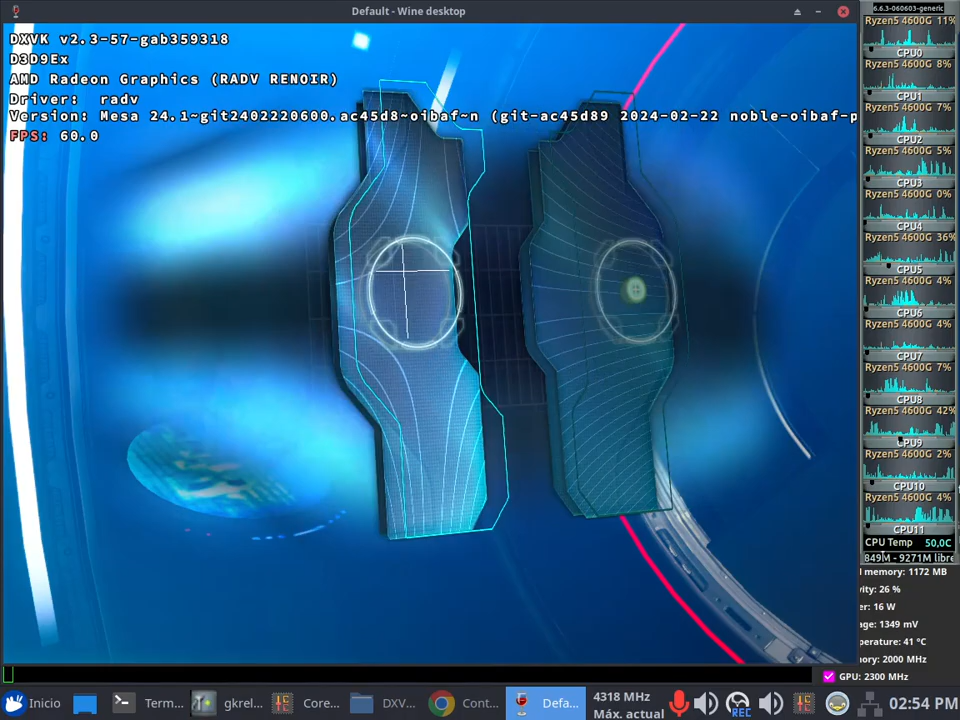 Default - Wine desktop
DXVK v2.3-57-gab359318
D3D9Ex
AMD Radeon Graphics (RADV RENOIR)
Driver: radv
Version: Mesa 24.1~git2402220600.ac45d8~oibaf~n (git-ac45d89 2024-02-22 noble-oibaf-p
FPS: 60.0
6.6.3-060603-generic
Ryzen5 4600G 11%
CPU0
Ryzen5 4600G 8%
CPU1
Ryzen5 4600G 7%
CPU2
Ryzen5 4600G 5%
CPU3
Ryzen5 4600G 0%
CPU4
Ryzen5 4600G 36%
CPU5
Ryzen5 4600G 4%
CPU6
Ryzen5 4600G 4%
CPU7
Ryzen5 4600G 7%
CPU8
Ryzen5 4600G 42%
CPU9
Ryzen5 4600G 2%
CPU10
Ryzen5 4600G 4%
CPU11
CPU Temp 50,0C
849M - 9271M libre
l memory: 1172 MB
vity: 26 %
er: 16 W
age: 1349 mV
perature: 41 °C
nory: 2000 MHz
GPU: 2300 MHz
Inicio
Term...
gkrel...
Core...
DXV...
Cont...
Defa...
4318 MHz
Máx. actual
REC
02:54 PM